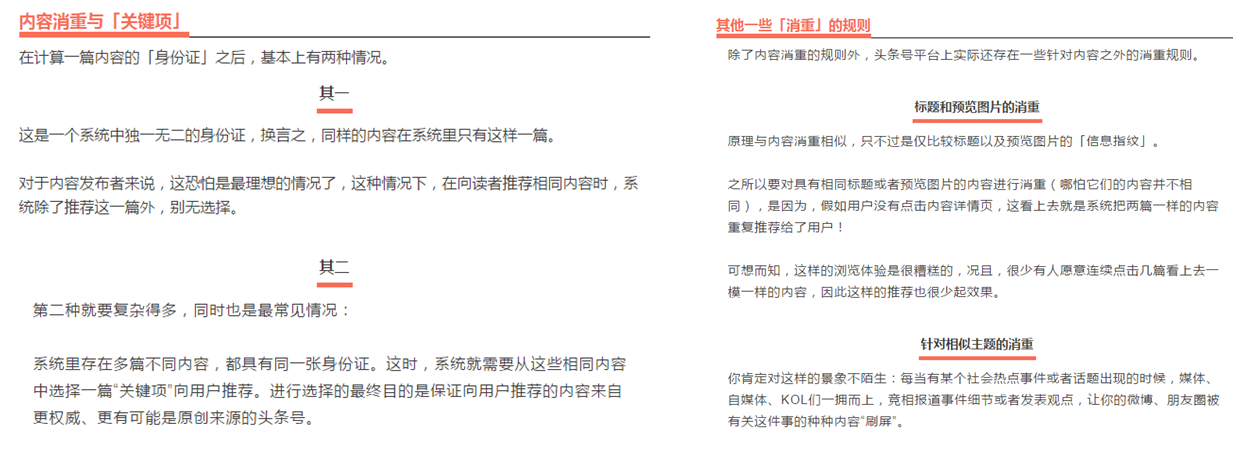 内容消重与「关键项」
在计算一篇内容的「身份证」之后，基本上有两种情况。
其一
这是一个系统中独一无二的身份证，换言之，同样的内容在系统里只有这样一篇。
对于内容发布者来说，这恐怕是最理想的情况了，这种情况下，在向读者推荐相同内容时，系
统除了推荐这一篇外，别无选择。
其二
第二种就要复杂得多，同时也是最常见情况：
系统里存在多篇不同内容，都具有同一张身份证。这时，系统就需要从这些相同内容
中选择一篇“关键项”向用户推荐。进行选择的最终目的是保证向用户推荐的内容来自
更权威、更有可能是原创来源的头条号。
其他一些「消重」的规则
除了内容消重的规则外，头条号平台上实际还存在一些针对内容之外的消重规则。
标题和预览图片的消重
原理与内容消重相似，只不过是仅比较标题以及预览图片的「信息指纹」。
之所以要对具有相同标题或者预览图片的内容进行消重（哪怕它们的内容并不相
同），是因为，假如用户没有点击内容详情页，这看上去就是系统把两篇一样的内容
重复推荐给了用户！
可想而知，这样的浏览体验是很糟糕的，况且，很少有人愿意连续点击几篇看上去一
模一样的内容，因此这样的推荐也很少起效果。
针对相似主题的消重
你肯定对这样的景象不陌生：每当有某个社会热点事件或者话题出现的时候，媒体、
自媒体、KOL们一拥而上，竞相报道事件细节或者发表观点，让你的微博、朋友圈被
有关这件事的种种内容“刷屏”。